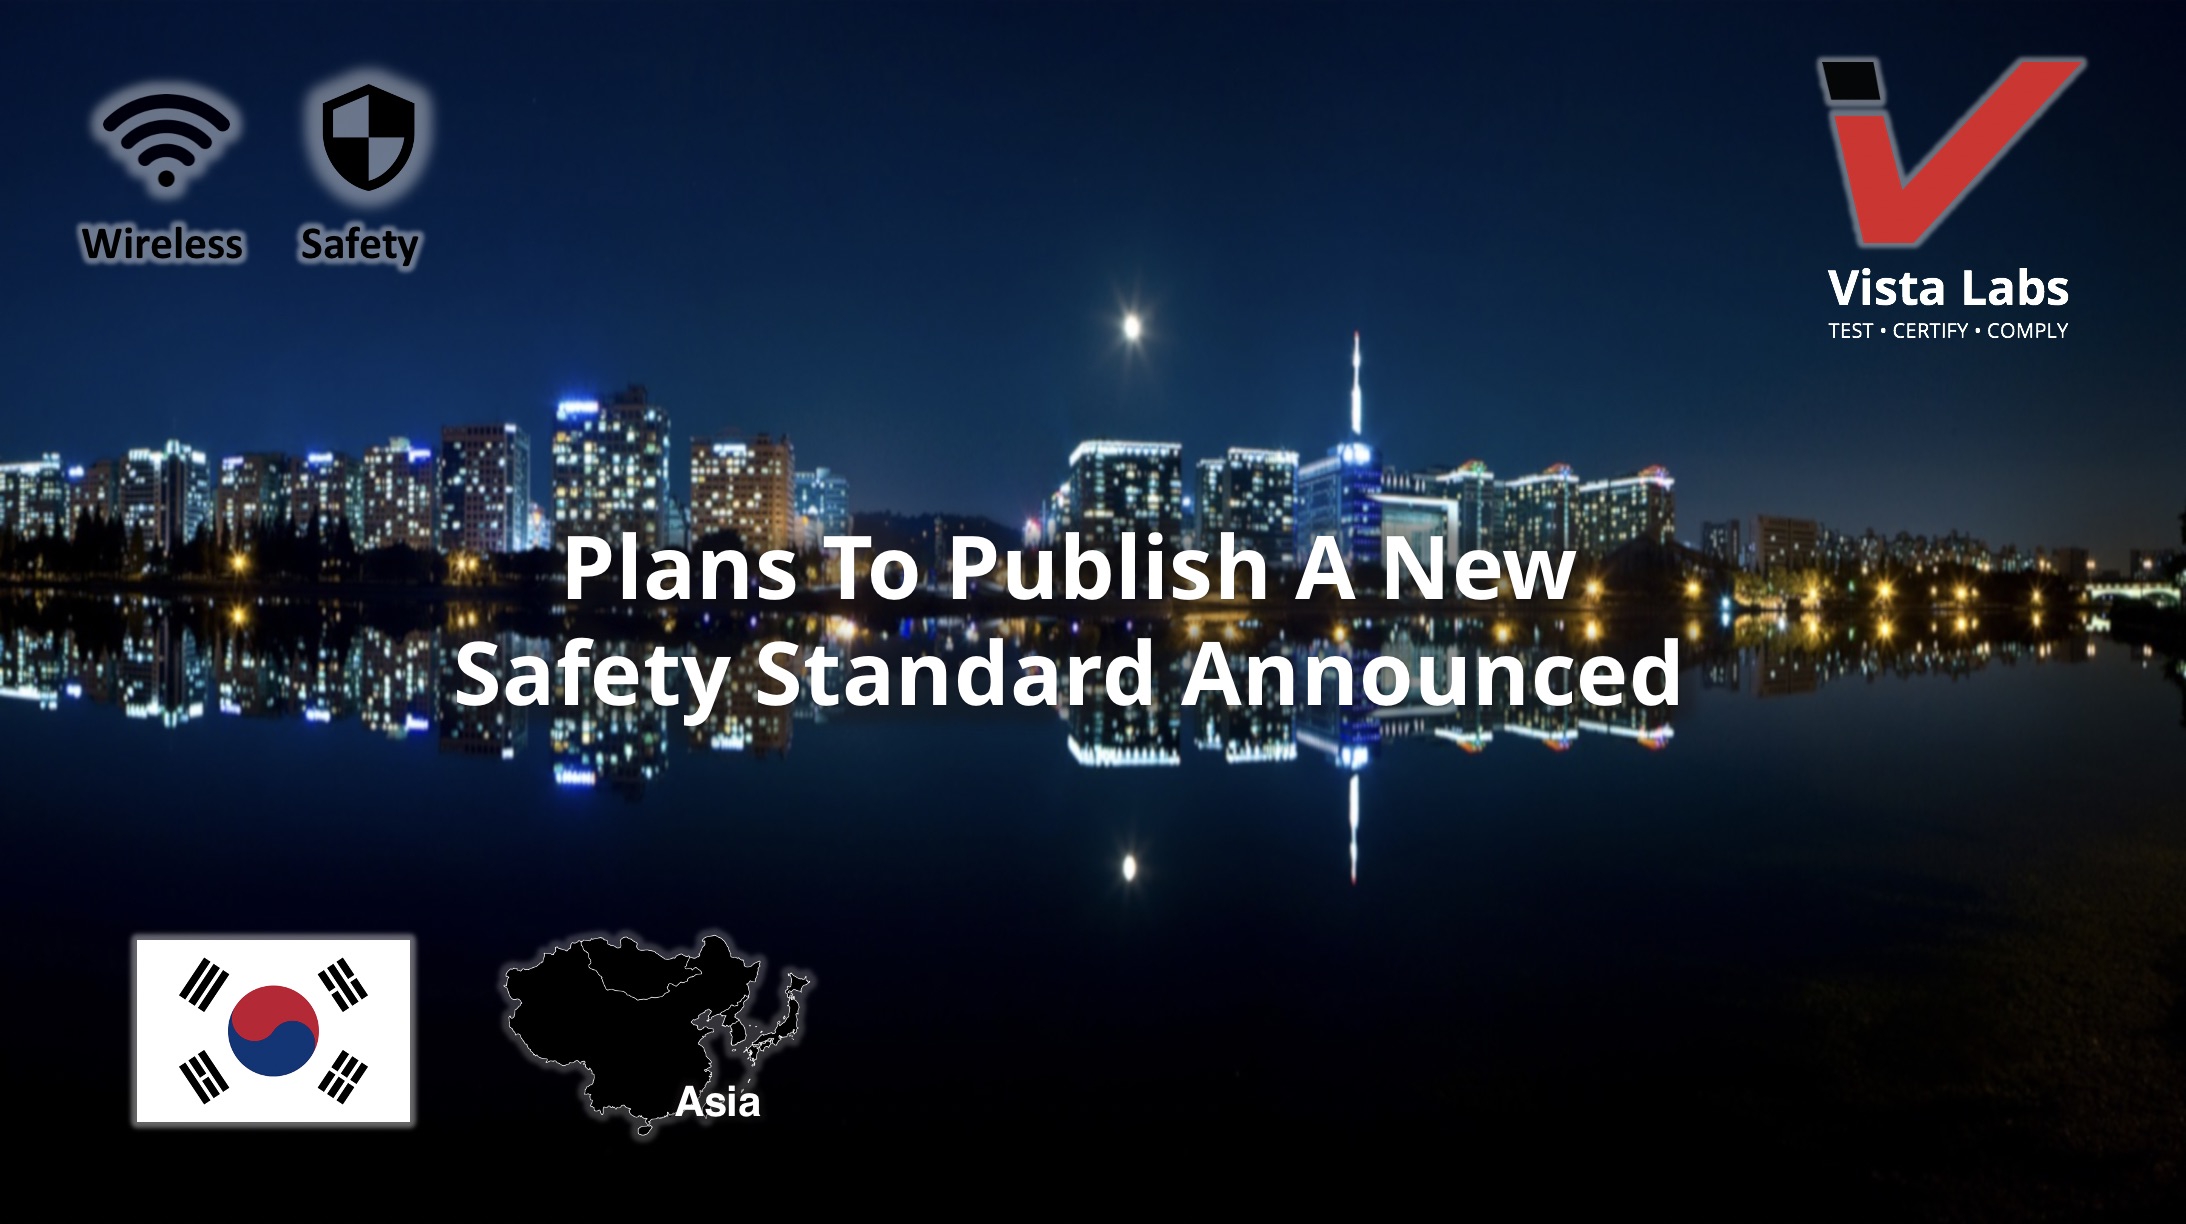 Wireless
Safety
Vista Labs
TEST • CERTIFY • COMPLY
Plans To Publish A New
Safety Standard Announced
Asia